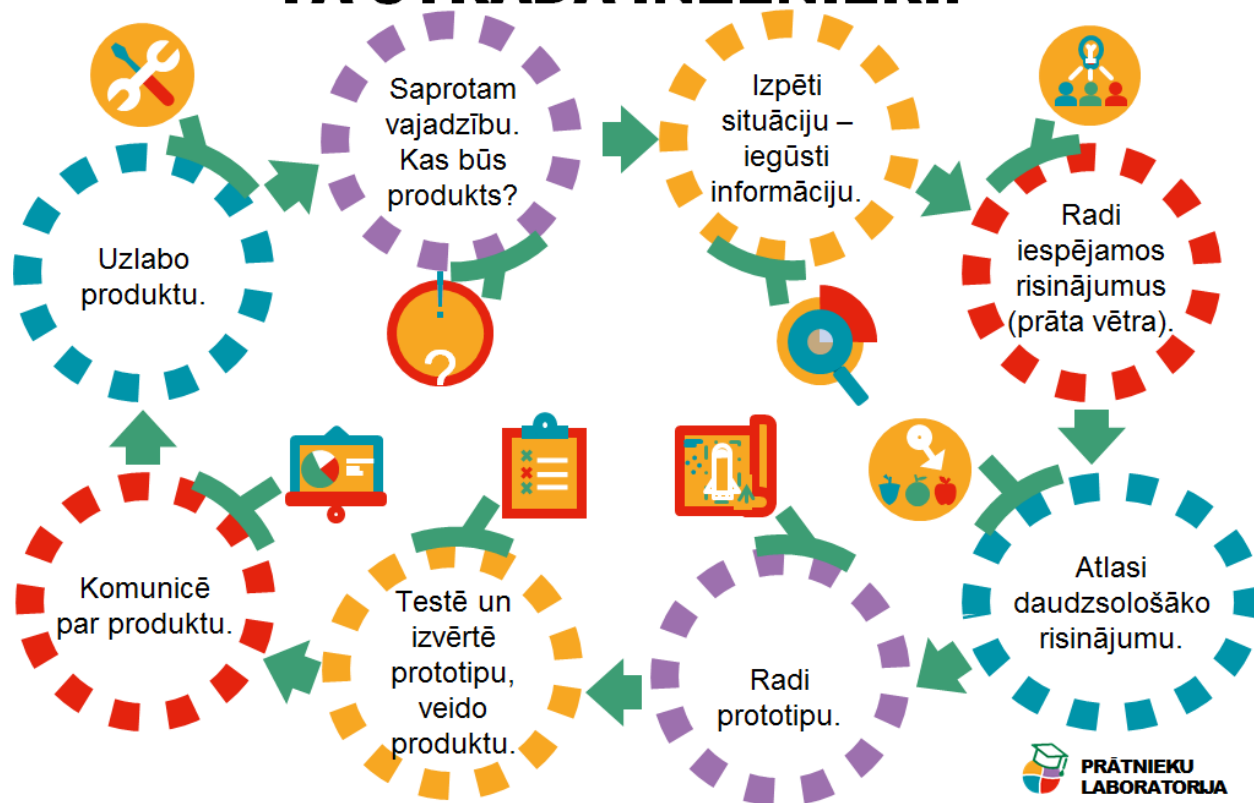 Saprotam
vajadzību.
Kas būs
produkts?
Izpēti
situāciju –
iegūsti
informāciju.
Radi
iespējamos
risinājumus
(prāta vētra).
Atlasi
daudzsološāko
risinājumu.
Radi
prototipu.
Testē un
izvērtē
prototipu,
veido
produktu.
Komunicē
par produktu.
Uzlabo
produktu.
!
?
PRĀTNIEKU
LABORATORIJA